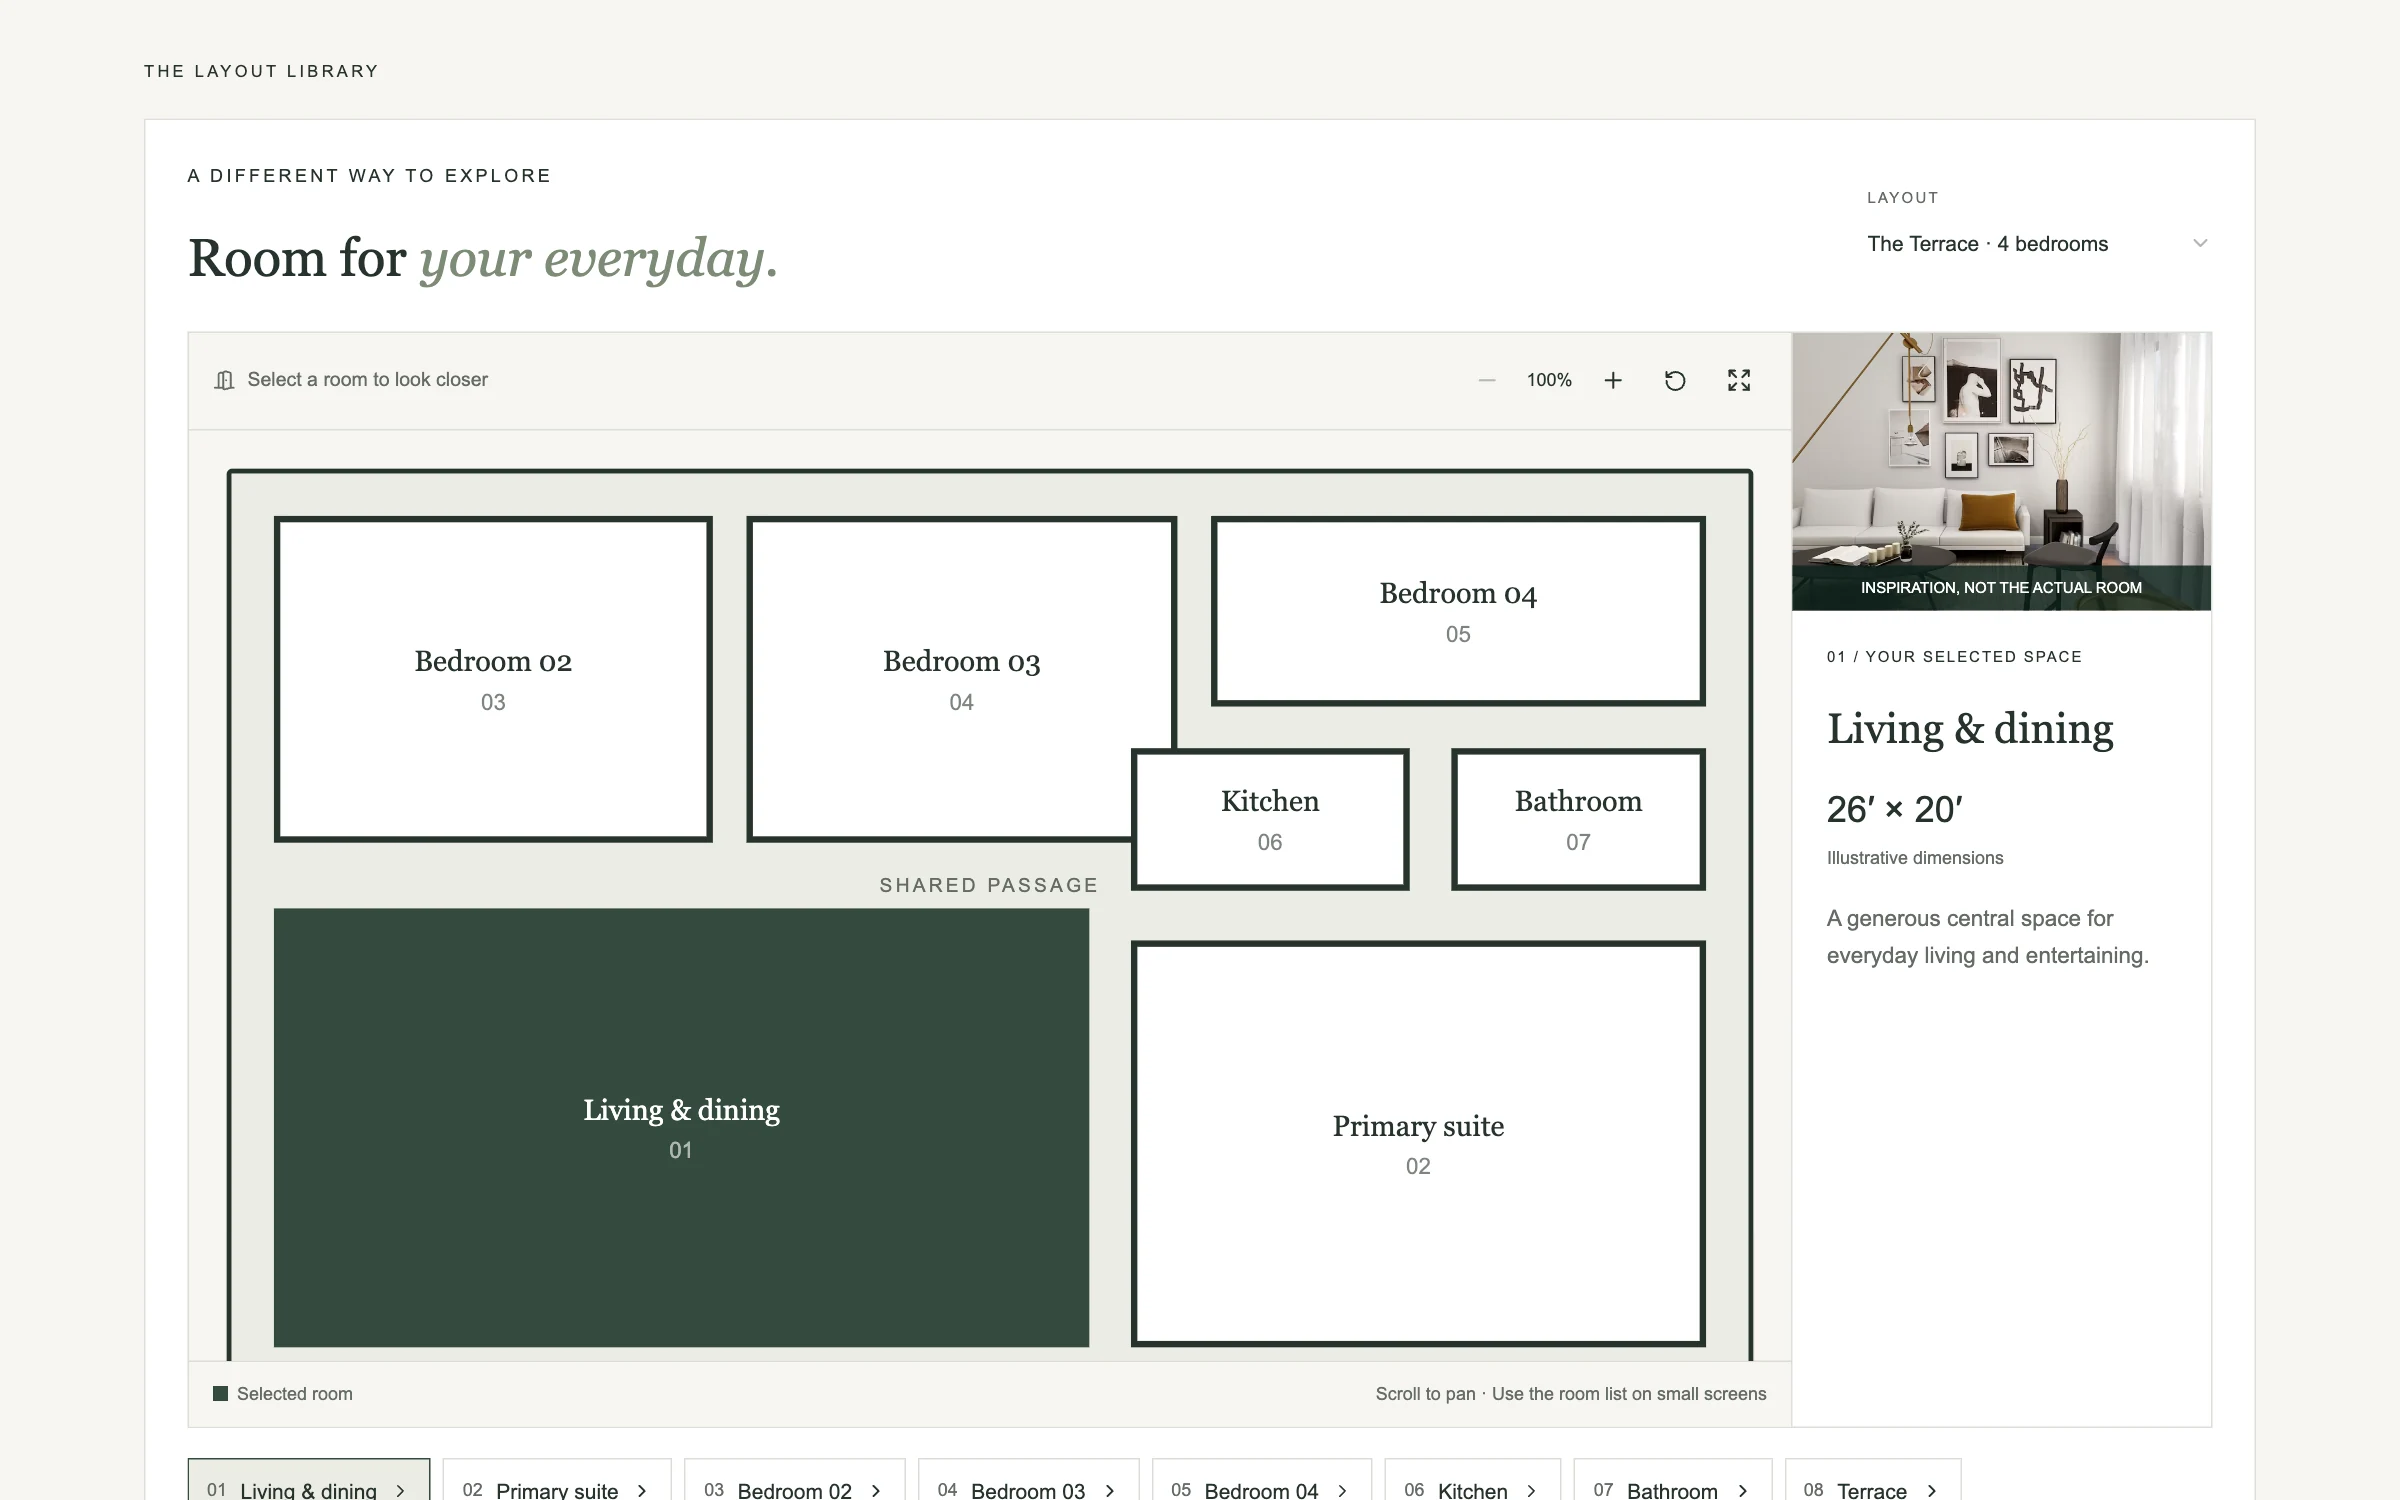 THE LAYOUT LIBRARY
A DIFFERENT WAY TO EXPLORE
Room for your everyday.
LAYOUT
The Terrace · 4 bedrooms
Select a room to look closer
100%
Bedroom 02
03
Bedroom 03
04
Bedroom 04
05
Kitchen
06
Bathroom
07
SHARED PASSAGE
Living & dining
01
Primary suite
02
Selected room
Scroll to pan · Use the room list on small screens
INSPIRATION, NOT THE ACTUAL ROOM
01 / YOUR SELECTED SPACE
Living & dining
26′ × 20′
Illustrative dimensions
A generous central space for
everyday living and entertaining.
01 Living & dining
02 Primary suite
03 Bedroom 02
04 Bedroom 03
05 Bedroom 04
06 Kitchen
07 Bathroom
08 Terrace